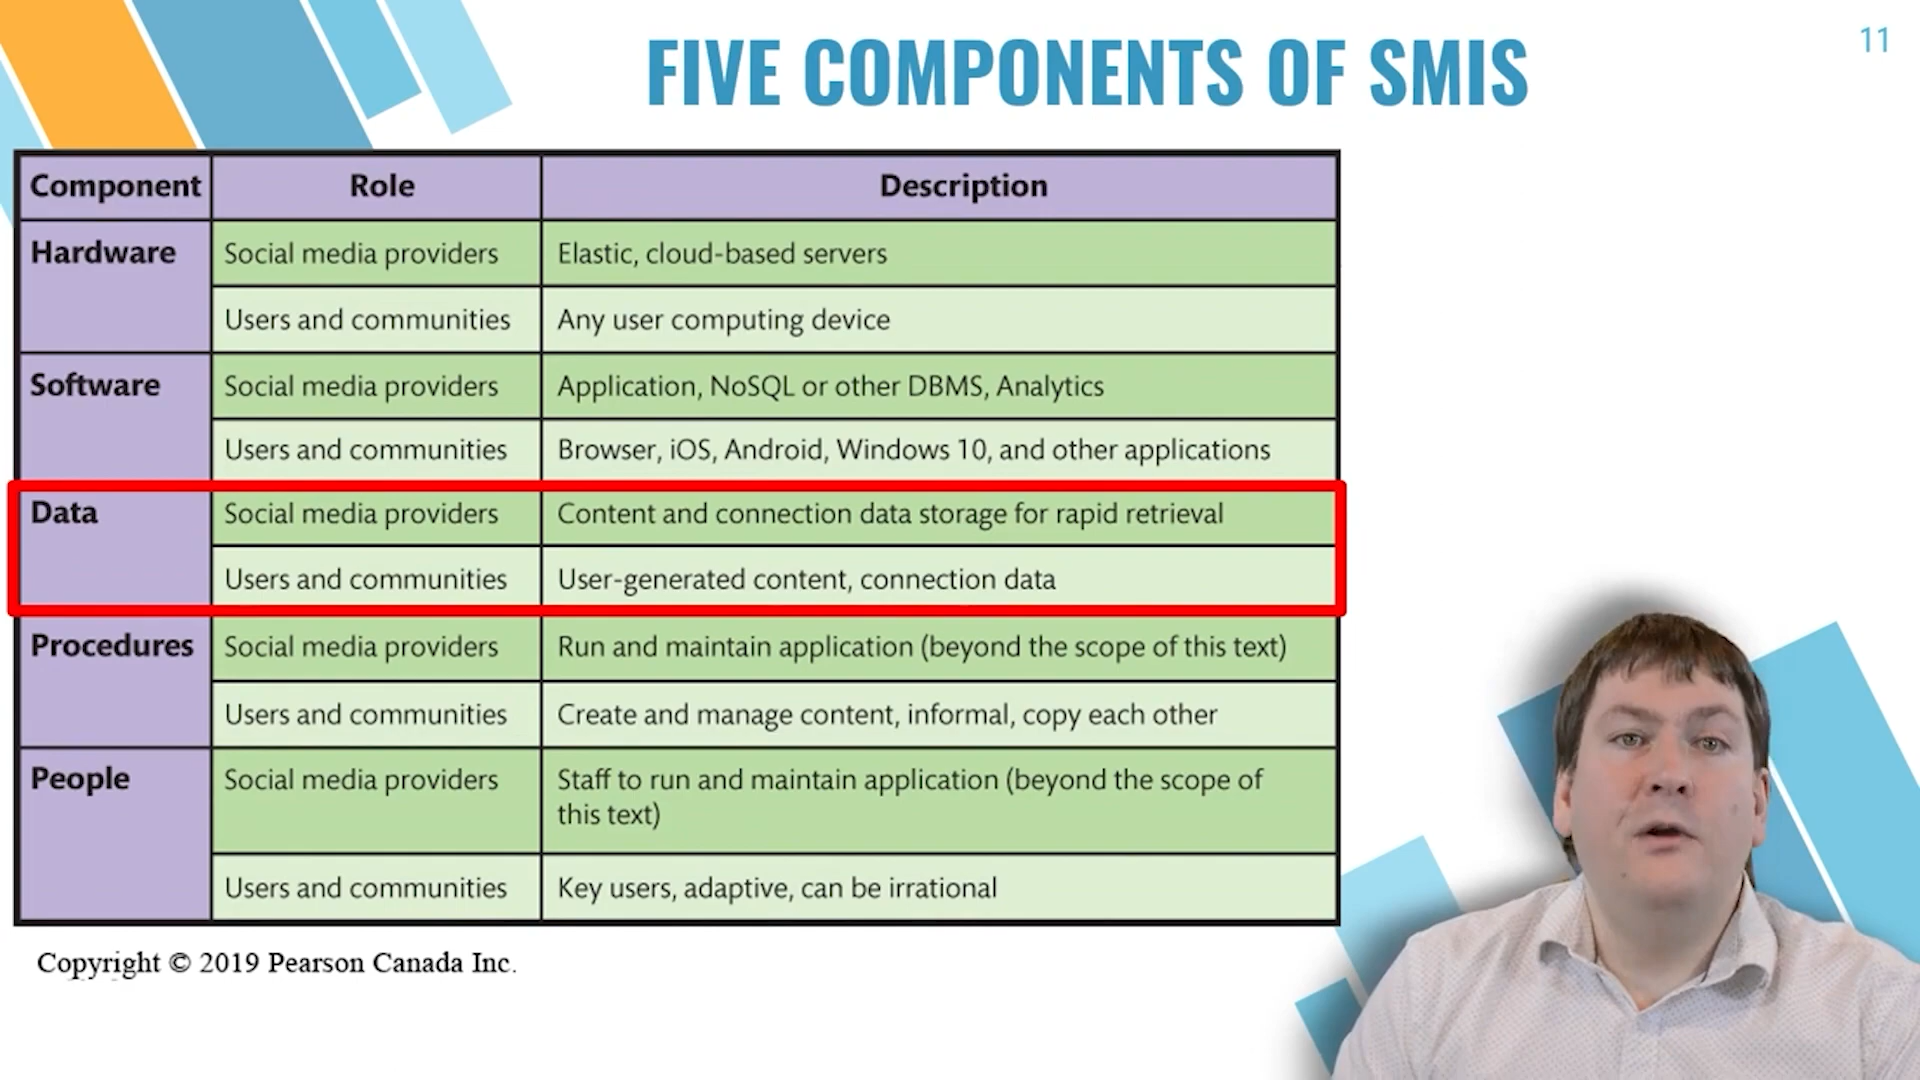 FIVE COMPONENTS OF SMIS
11
Component Role Description
Hardware Social media providers Elastic, cloud-based servers
Users and communities Any user computing device
Software Social media providers Application, NoSQL or other DBMS, Analytics
Users and communities Browser, iOS, Android, Windows 10, and other applications
Data Social media providers Content and connection data storage for rapid retrieval
Users and communities User-generated content, connection data
Procedures Social media providers Run and maintain application (beyond the scope of this text)
Users and communities Create and manage content, informal, copy each other
People Social media providers Staff to run and maintain application (beyond the scope of
this text)
Users and communities Key users, adaptive, can be irrational
Copyright © 2019 Pearson Canada Inc.